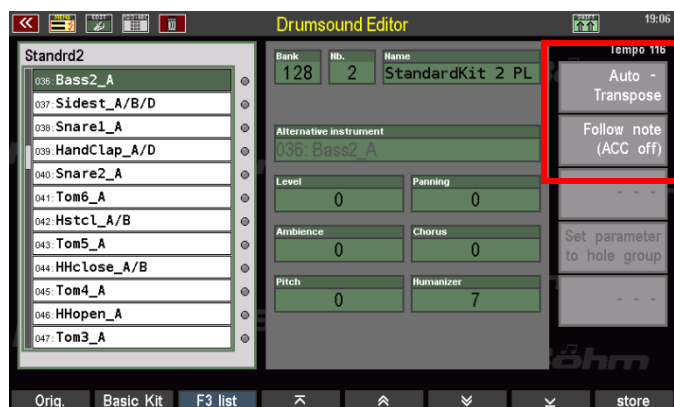 MENU
EDIT
SHIFT
Drumsound Editor
19:06
Tempo 116
Standrd2
036: Bass2_A
037: Sidest_A/B/D
038: Snare1_A
039: HandClap_A/D
040: Snare2_A
041: Tom6_A
042: Hstcl_A/B
043: Tom5_A
044: HHclose_A/B
045: Tom4_A
046: HHopen_A
047: Tom3_A
Bank
128
Nb.
2
Name
StandardKit 2 PL
Alternative instrument
036: Bass2_A
Level
0
Panning
0
Ambience
0
Chorus
0
Pitch
0
Humanizer
7
Auto -
Transpose
Follow note
(ACC off)
- - -
Set parameter
to hole group
- - -
Böhm
Orig.
Basic Kit
F3 list
store